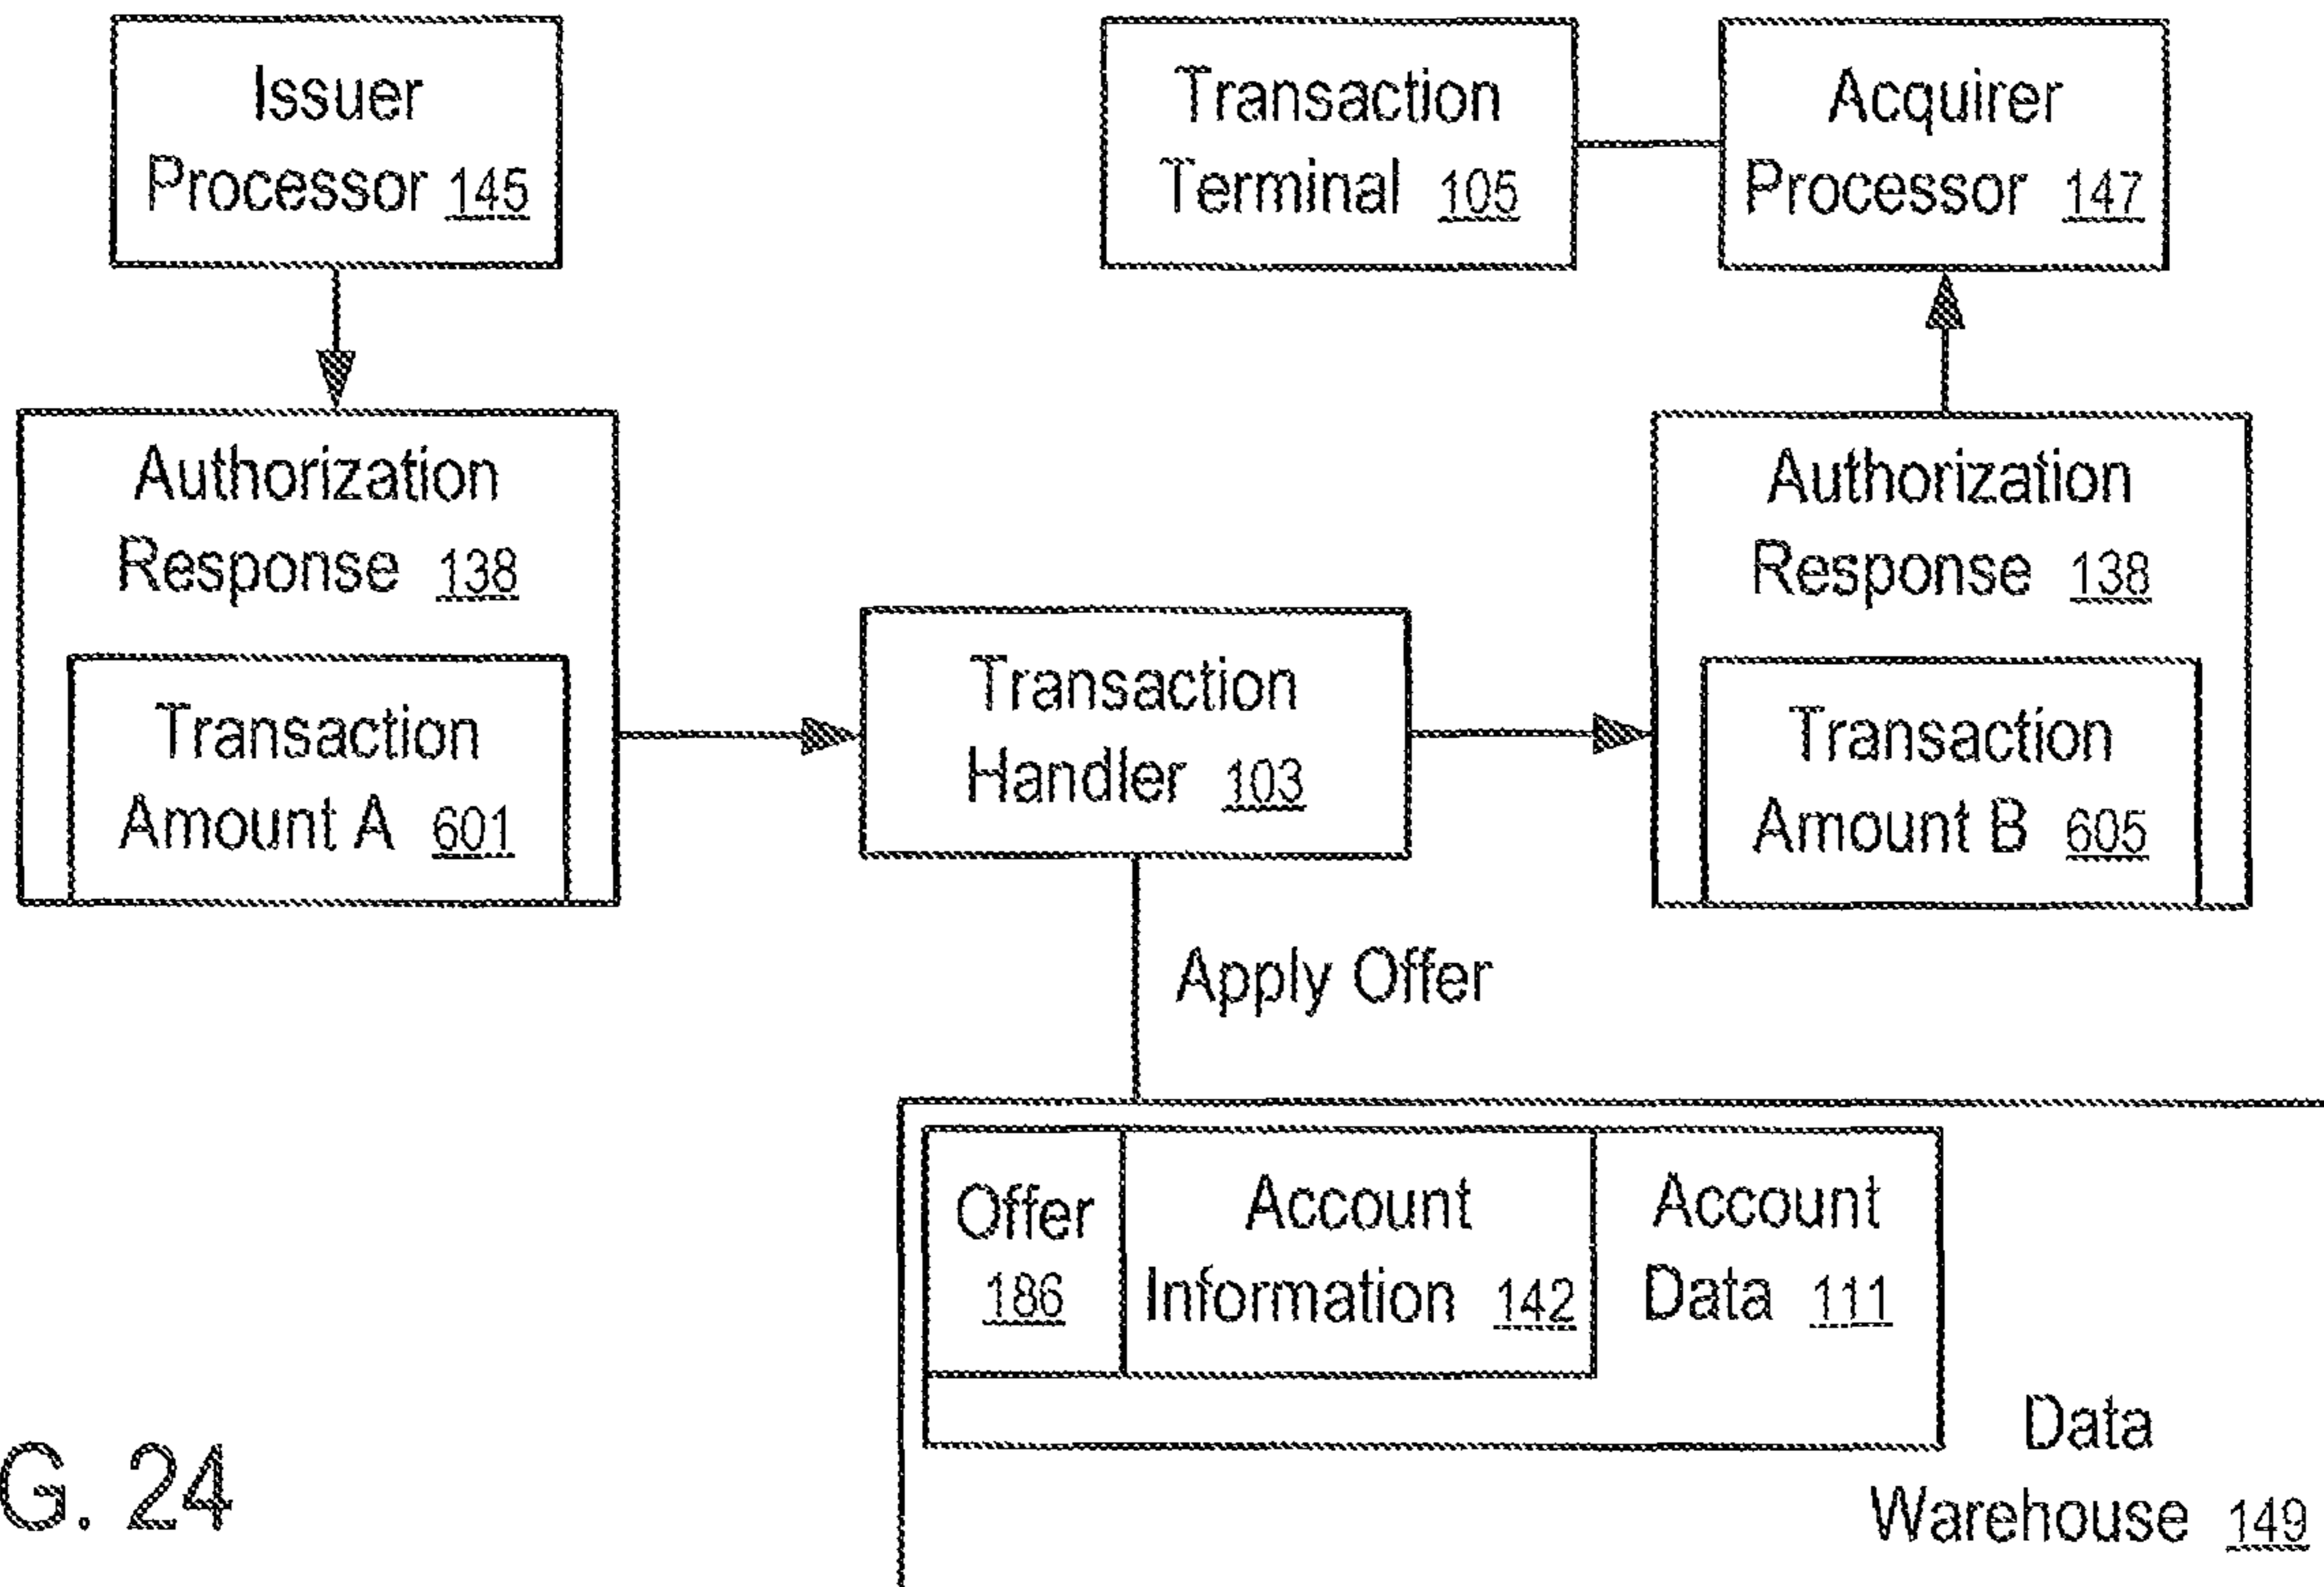 Issuer
Processor 145
Transaction
Terminal 105
Acquirer
Processor 147
Authorization
Response 138
Transaction
Amount A 601
Transaction
Handler 103
Authorization
Response 138
Transaction
Amount B 605
Apply Offer
Offer
186
Account
Information 142
Account
Data 111
Data
Warehouse 149
G. 24